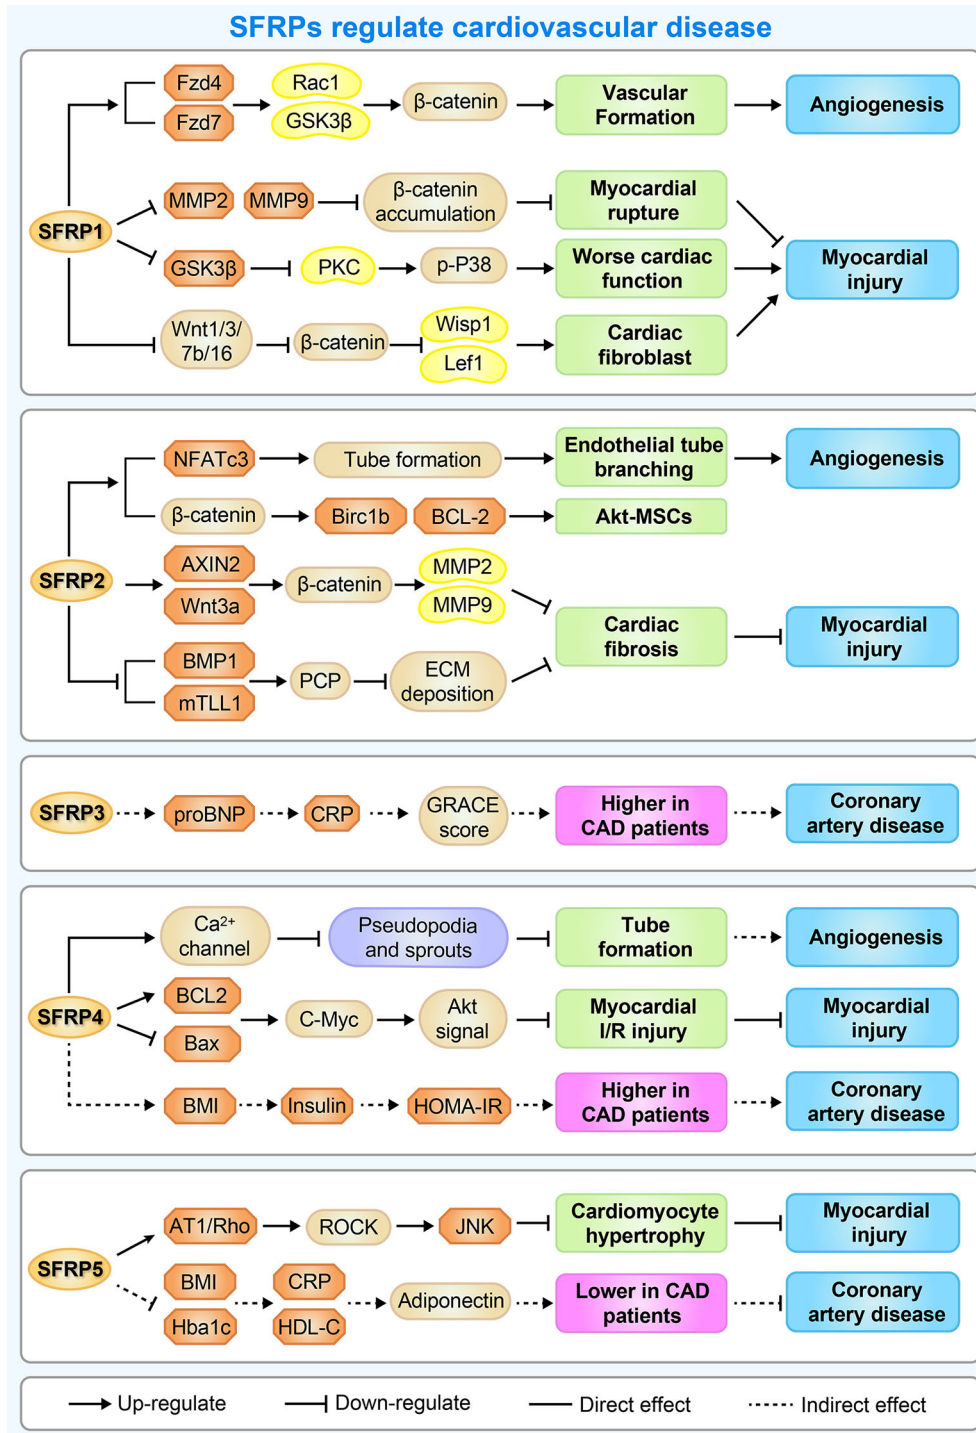 SFRPs regulate cardiovascular disease
SFRP1
Fzd4
Fzd7
Rac1
GSK3β
β-catenin
Vascular
Formation
Angiogenesis
MMP2
MMP9
β-catenin
accumulation
Myocardial
rupture
GSK3β
PKC
p-P38
Worse cardiac
function
Myocardial
injury
Wnt1/3/
7b/16
β-catenin
Wisp1
Lef1
Cardiac
fibroblast
SFRP2
NFATc3
Tube formation
Endothelial tube
branching
Angiogenesis
β-catenin
Birc1b
BCL-2
Akt-MSCs
AXIN2
Wnt3a
β-catenin
MMP2
MMP9
Cardiac
fibrosis
Myocardial
injury
BMP1
mTLL1
PCP
ECM
deposition
SFRP3
proBNP
CRP
GRACE
score
Higher in
CAD patients
Coronary
artery disease
SFRP4
Ca²⁺
channel
Pseudopodia
and sprouts
Tube
formation
Angiogenesis
BCL2
Bax
C-Myc
Akt
signal
Myocardial
I/R injury
Myocardial
injury
BMI
Insulin
HOMA-IR
Higher in
CAD patients
Coronary
artery disease
SFRP5
AT1/Rho
ROCK
JNK
Cardiomyocyte
hypertrophy
Myocardial
injury
BMI
Hba1c
CRP
HDL-C
Adiponectin
Lower in CAD
patients
Coronary
artery disease
Up-regulate
Down-regulate
Direct effect
Indirect effect